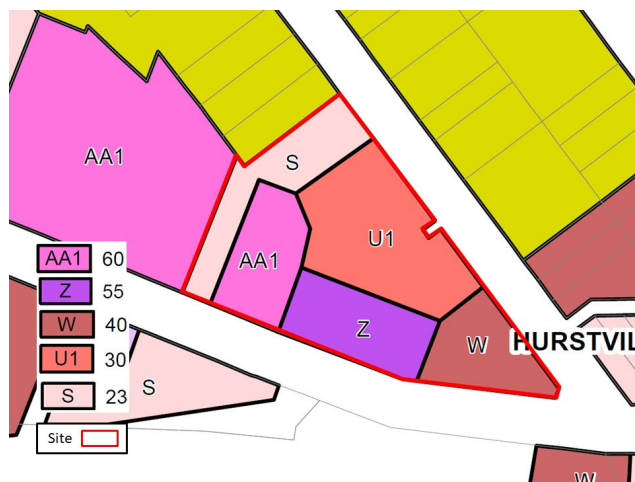 AA1
S
U1
AA1
Z
W
HURSTVIL
S
W
AA1 60
Z 55
W 40
U1 30
S 23
Site